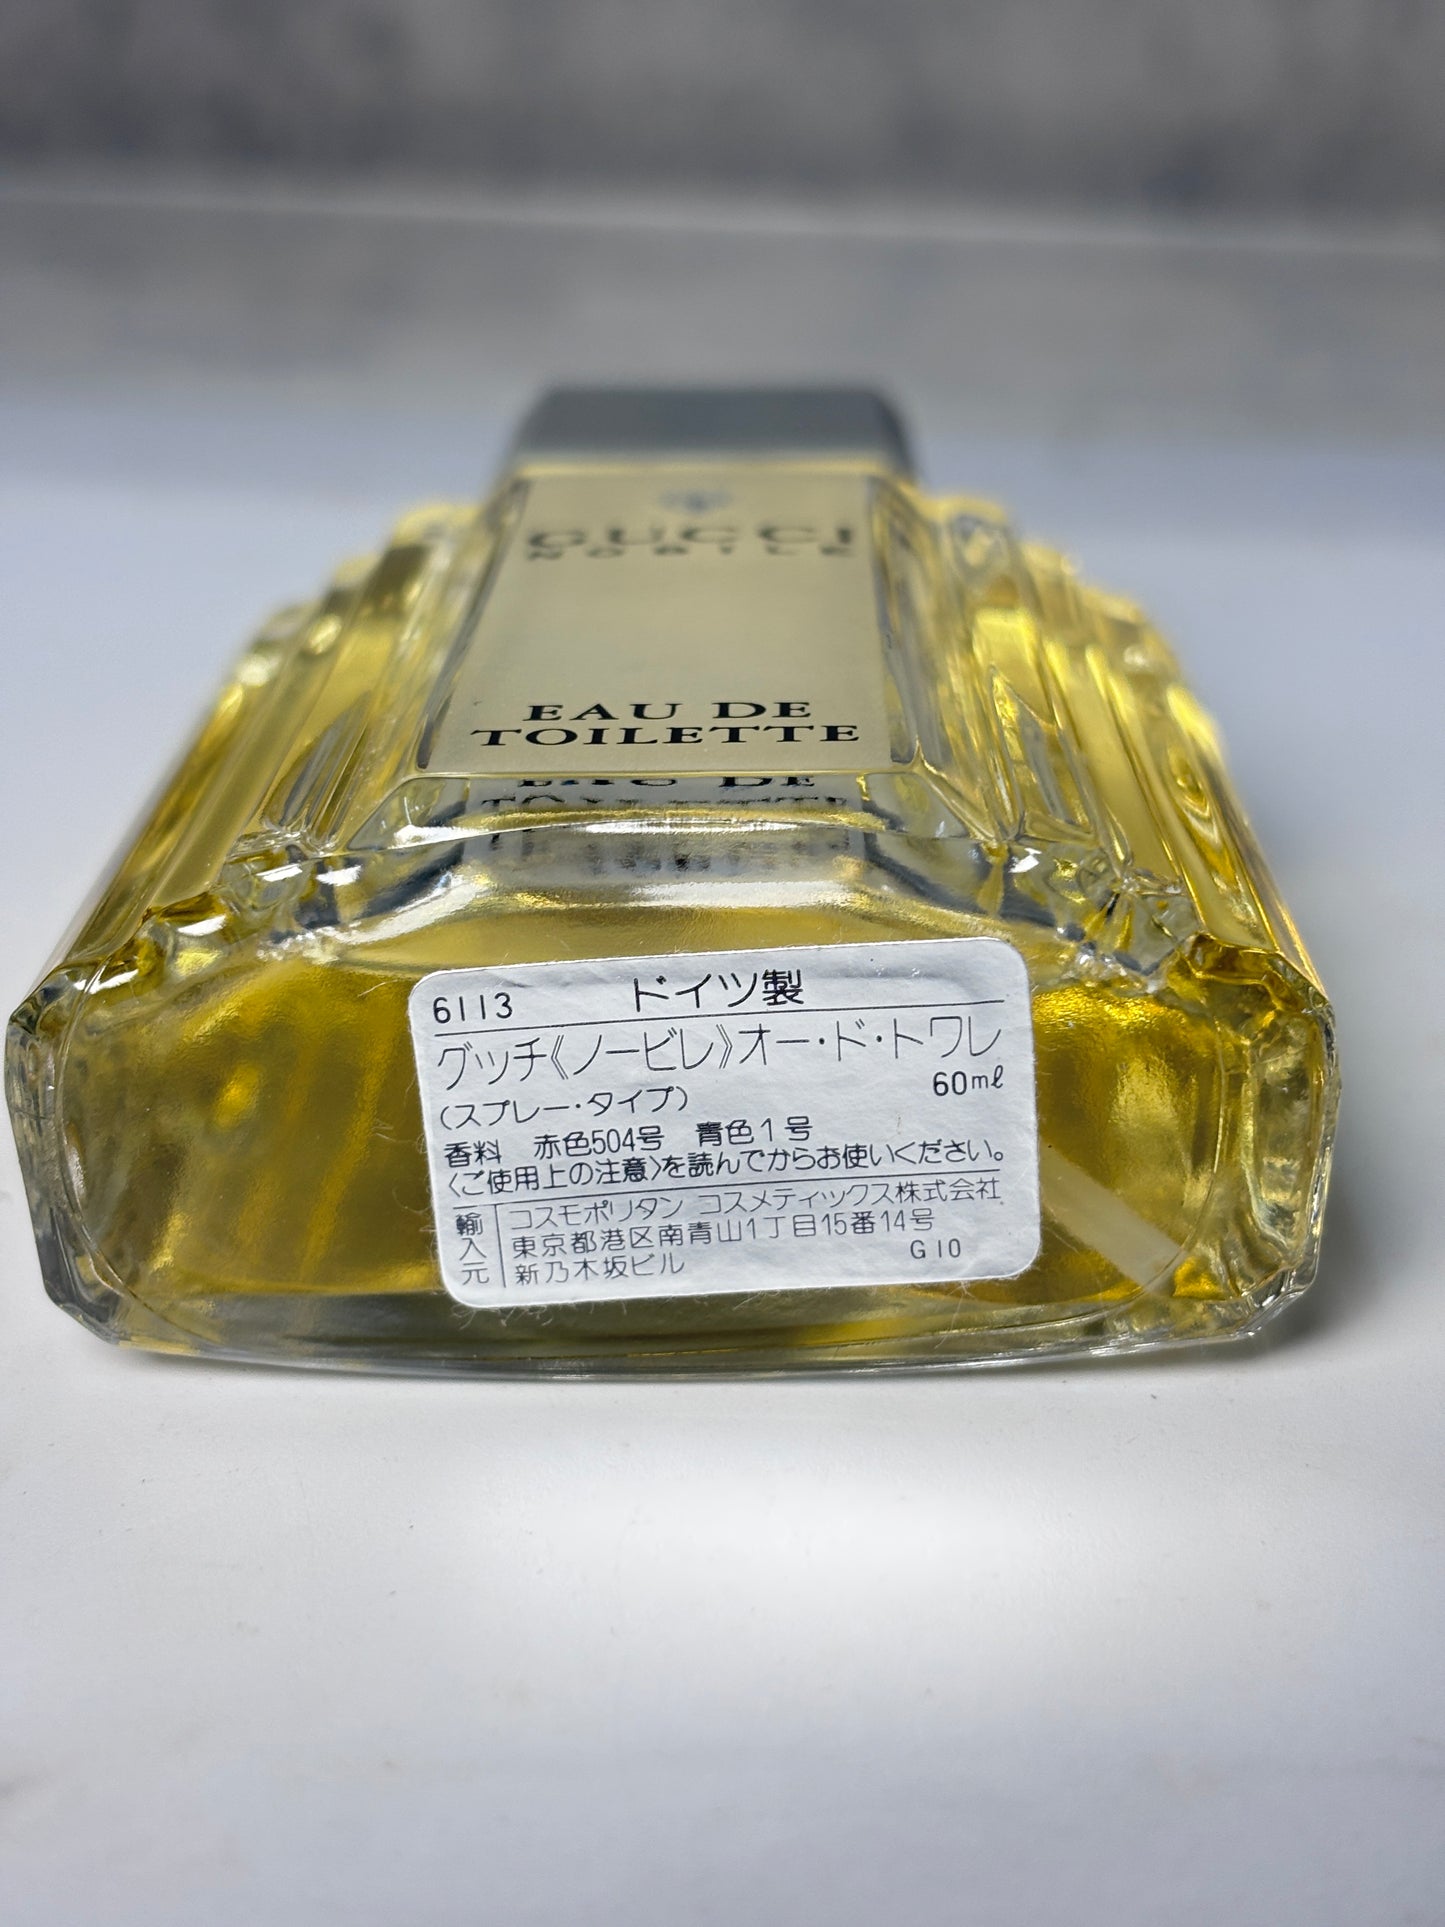 GUCCI
NOBILE
EAU DE
TOILETTE
6113 ドイツ製
グッチ《ノービレ》オー・ド・トワレ
(スプレー・タイプ) 60mℓ
香料 赤色504号 青色1号
〈ご使用上の注意〉を読んでからお使いください。
輸入元 コスモポリタン コスメティックス株式会社
東京都港区南青山1丁目15番14号
新乃木坂ビル G10